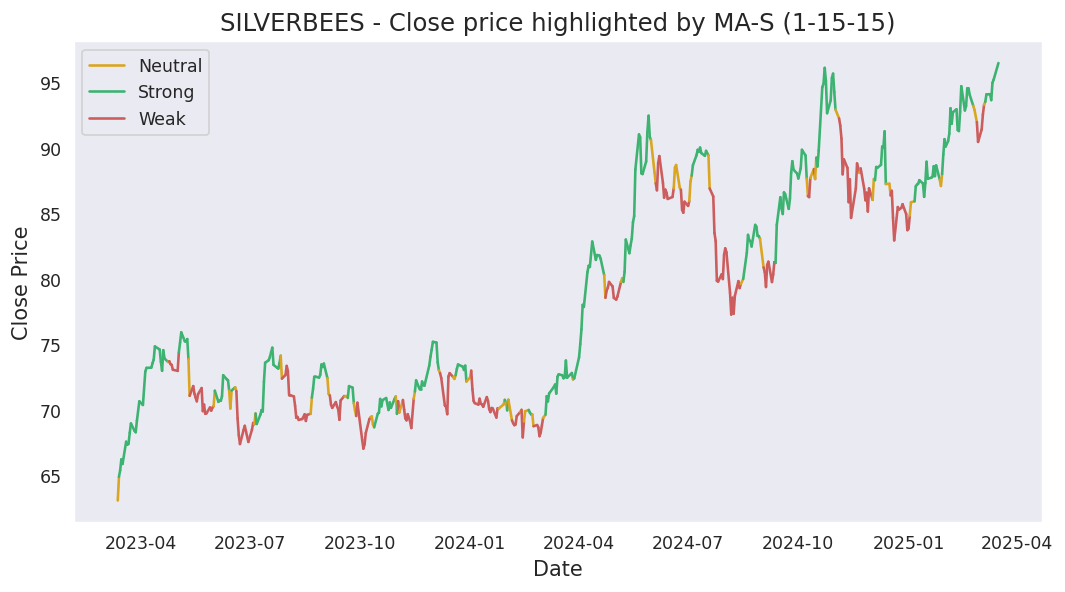 SILVERBEES - Close price highlighted by MA-S (1-15-15)
Neutral
Strong
Weak
Close Price
95
90
85
80
75
70
65
2023-04 2023-07 2023-10 2024-01 2024-04 2024-07 2024-10 2025-01 2025-04
Date